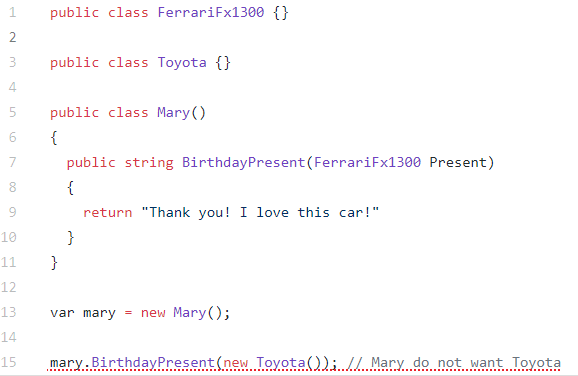 1 public class FerrariFx1300 {}
2
3 public class Toyota {}
4
5 public class Mary()
6 {
7 public string BirthdayPresent(FerrariFx1300 Present)
8 {
9 return "Thank you! I love this car!"
10 }
11 }
12
13 var mary = new Mary();
14
15 mary.BirthdayPresent(new Toyota()); // Mary do not want Toyota